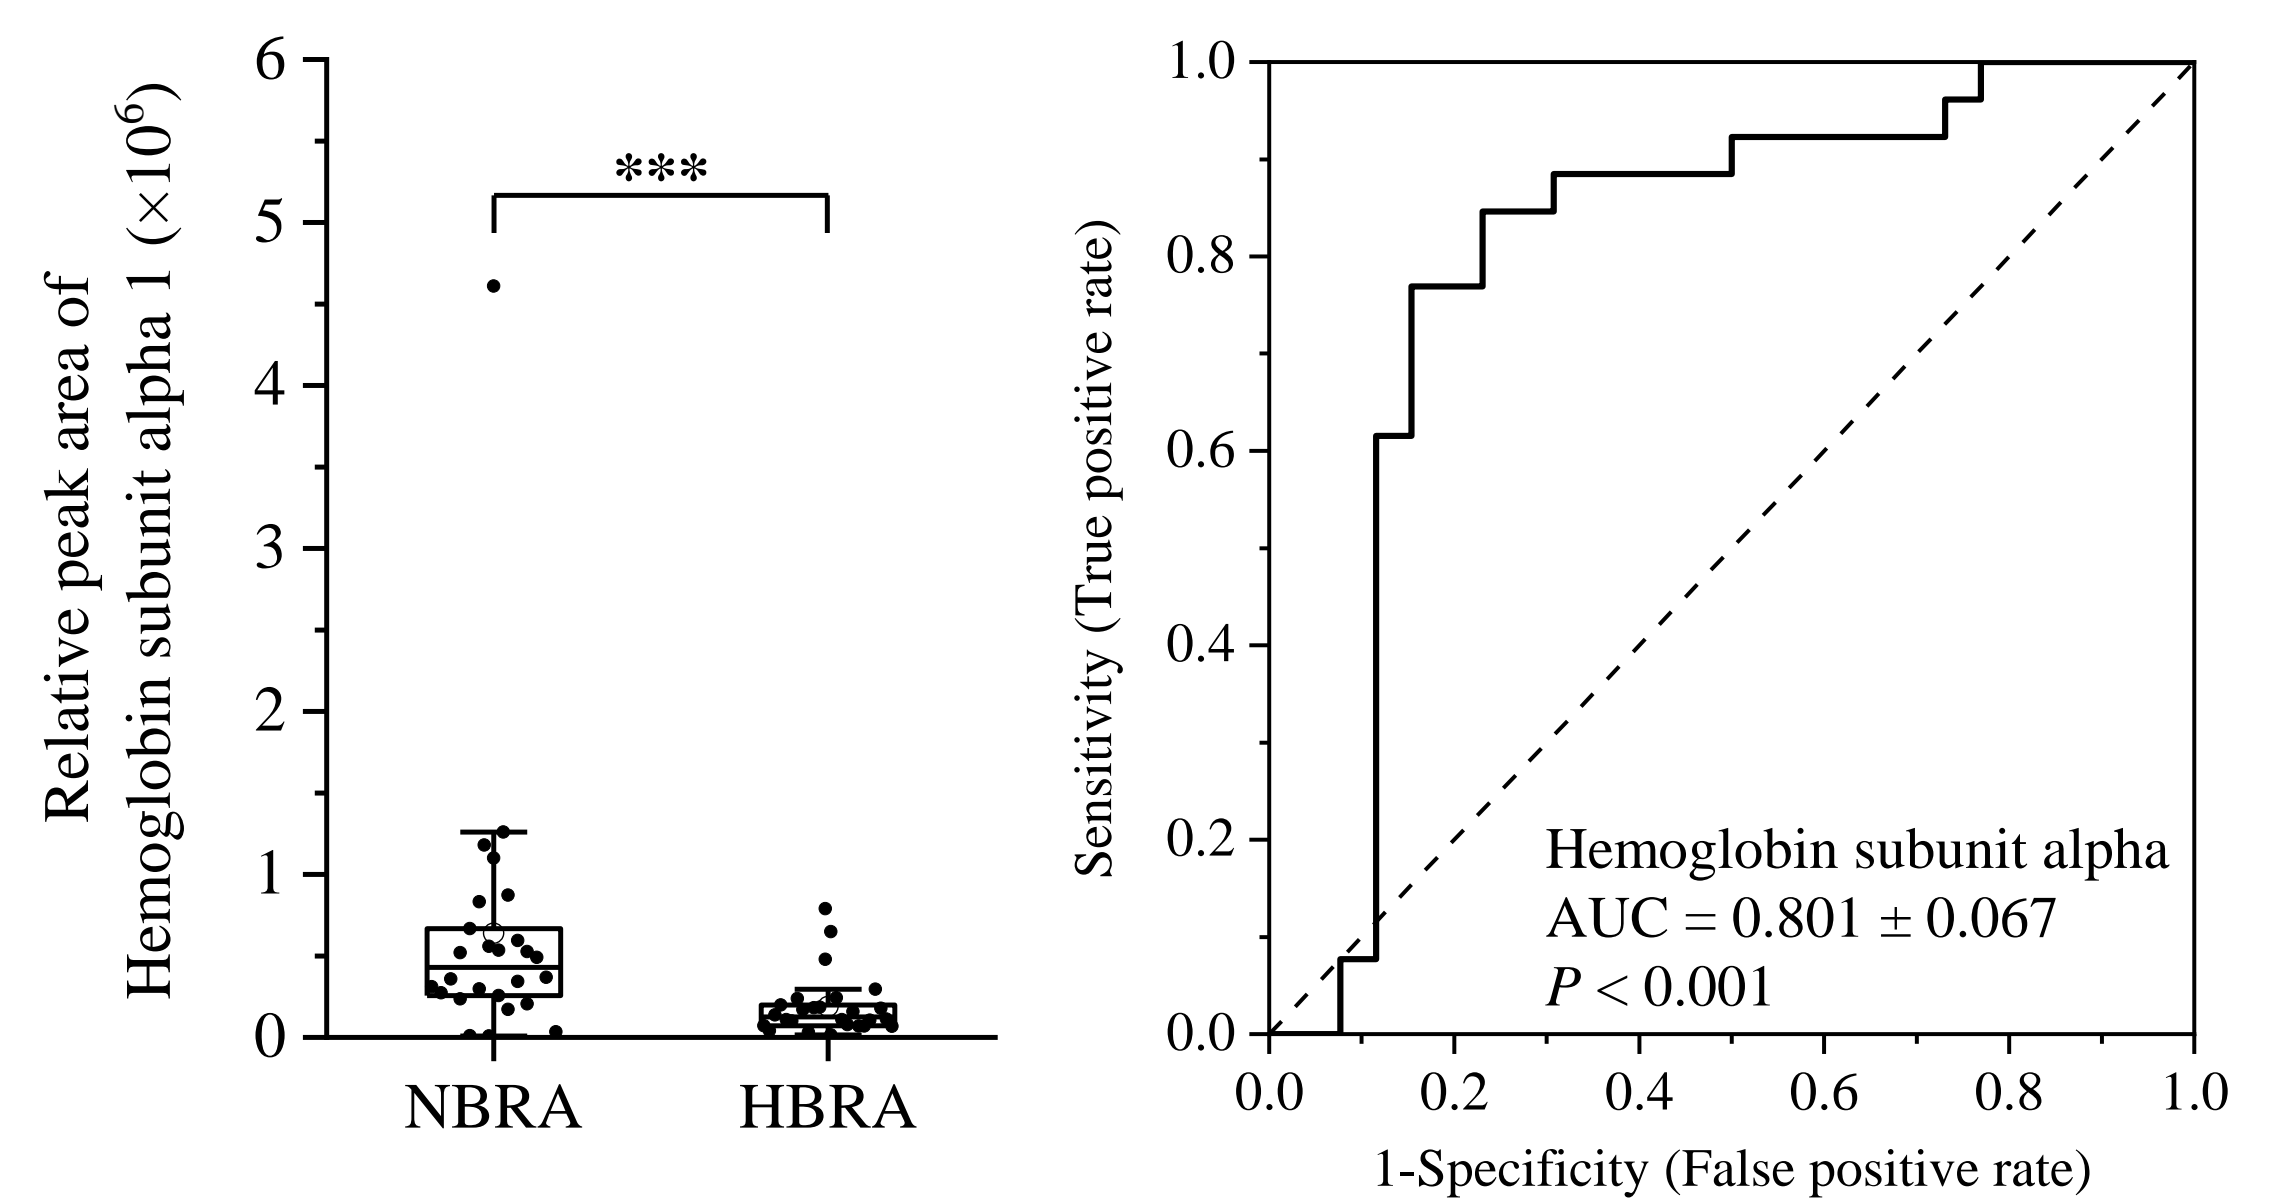 Relative peak area of
Hemoglobin subunit alpha 1 (×10⁶)
6
5
4
3
2
1
0
***
NBRA
HBRA
Sensitivity (True positive rate)
1.0
0.8
0.6
0.4
0.2
0.0
Hemoglobin subunit alpha
AUC = 0.801 ± 0.067
P < 0.001
0.0 0.2 0.4 0.6 0.8 1.0
1-Specificity (False positive rate)